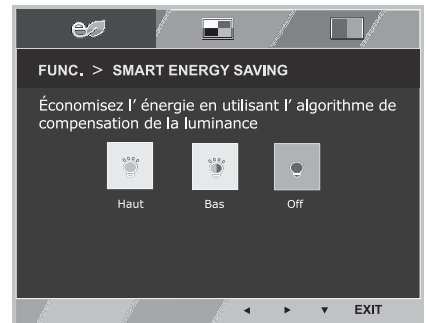 FUNC. > SMART ENERGY SAVING
Économisez l' énergie en utilisant l' algorithme de
compensation de la luminance
Haut Bas Off
EXIT